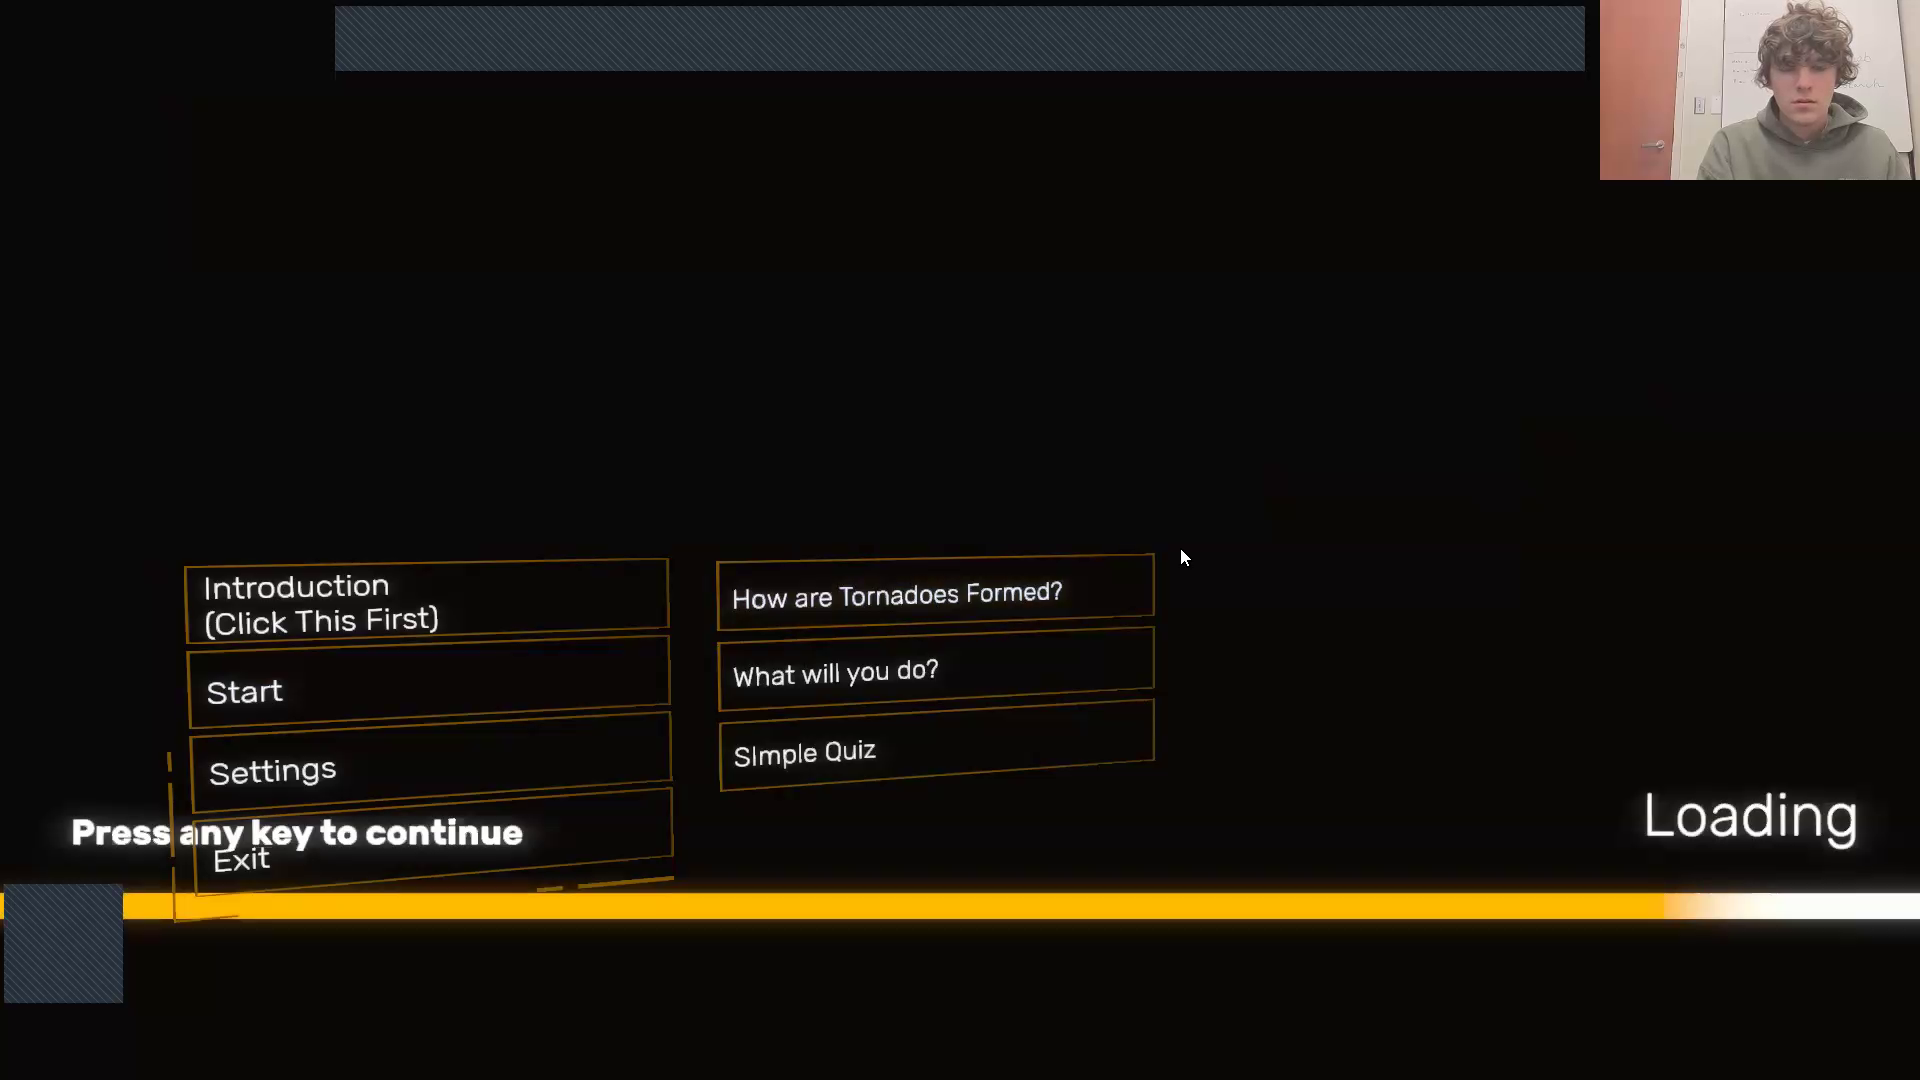 Introduction
(Click This First)
Start
Settings
Exit
How are Tornadoes Formed?
What will you do?
SImple Quiz
Press any key to continue
Loading